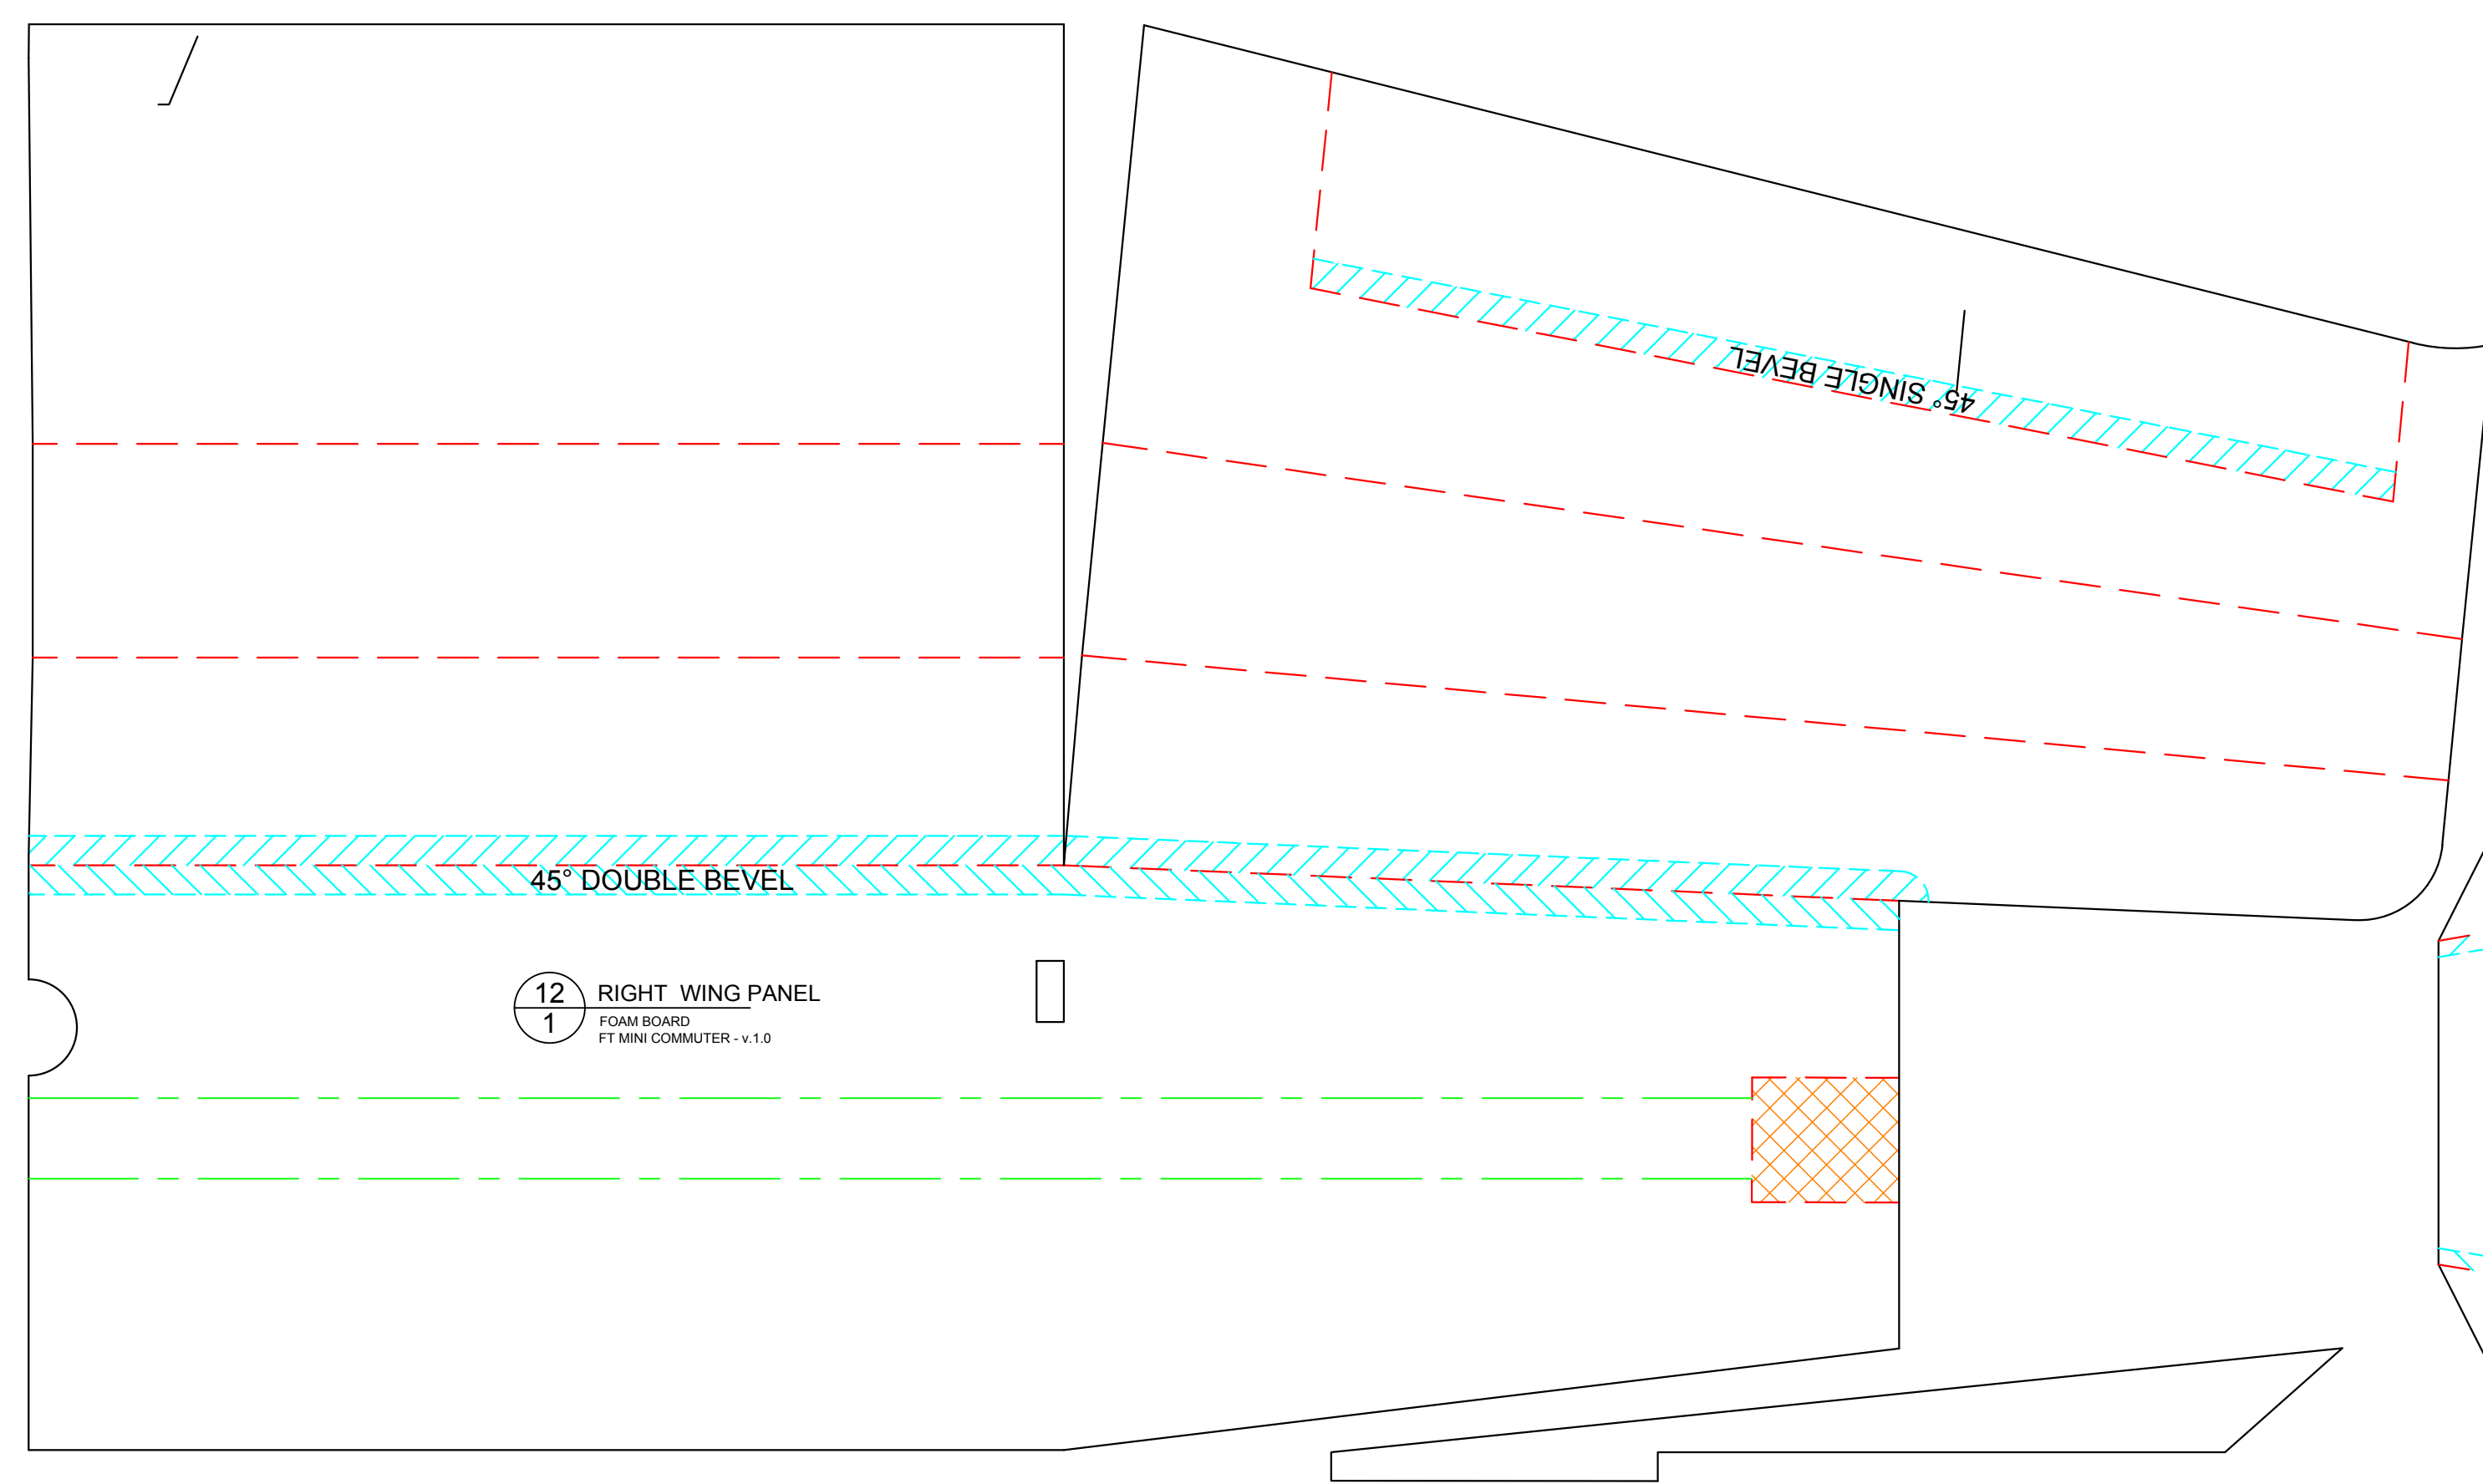 45° SINGLE BEVEL
45° DOUBLE BEVEL
12
1
RIGHT WING PANEL
FOAM BOARD
FT MINI COMMUTER - v.1.0